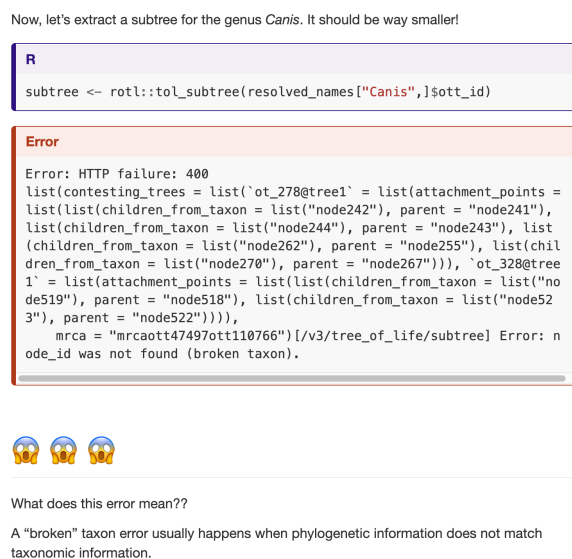 Now, let’s extract a subtree for the genus Canis. It should be way smaller!
R
subtree <- rotl::tol_subtree(resolved_names["Canis",]$ott_id)
Error
Error: HTTP failure: 400
list(contesting_trees = list(`ot_278@tree1` = list(attachment_points =
list(list(children_from_taxon = list("node242"), parent = "node241"),
list(children_from_taxon = list("node244"), parent = "node243"), list
(children_from_taxon = list("node262"), parent = "node255"), list(chil
dren_from_taxon = list("node270"), parent = "node267"))), `ot_328@tree
1` = list(attachment_points = list(list(children_from_taxon = list("no
de519"), parent = "node518"), list(children_from_taxon = list("node52
3"), parent = "node522")))),
    mrca = "mrcaott47497ott110766")[/v3/tree_of_life/subtree] Error: n
ode_id was not found (broken taxon).
What does this error mean??
A “broken” taxon error usually happens when phylogenetic information does not match
taxonomic information.